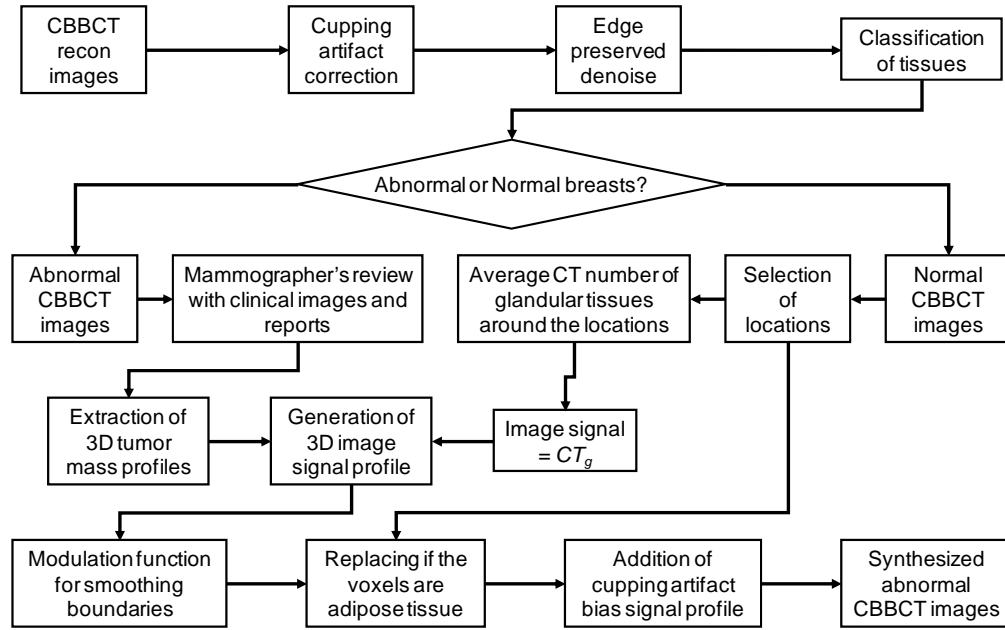 CBBCT
recon
images
Cupping
artifact
correction
Edge
preserved
denoise
Classification
of tissues
Abnormal or Normal breasts?
Abnormal
CBBCT
images
Mammographer's review
with clinical images and
reports
Average CT number of
glandular tissues
around the locations
Selection
of
locations
Normal
CBBCT
images
Extraction of
3D tumor
mass profiles
Generation of
3D image
signal profile
Image signal
= CTg
Modulation function
for smoothing
boundaries
Replacing if the
voxels are
adipose tissue
Addition of
cupping artifact
bias signal profile
Synthesized
abnormal
CBBCT images